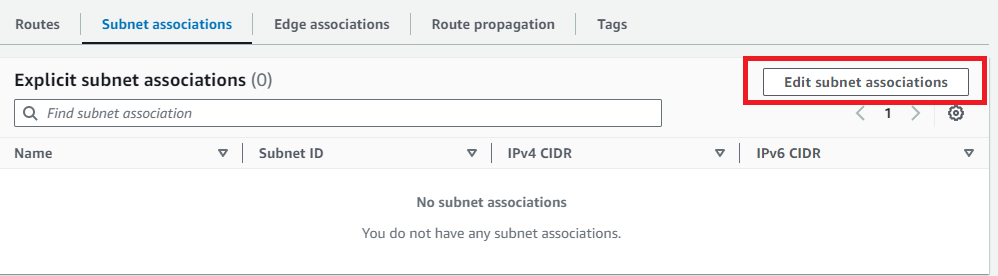 Routes Subnet associations Edge associations Route propagation Tags
Explicit subnet associations (0)
Edit subnet associations
Find subnet association
1
Name Subnet ID IPv4 CIDR IPv6 CIDR
No subnet associations
You do not have any subnet associations.